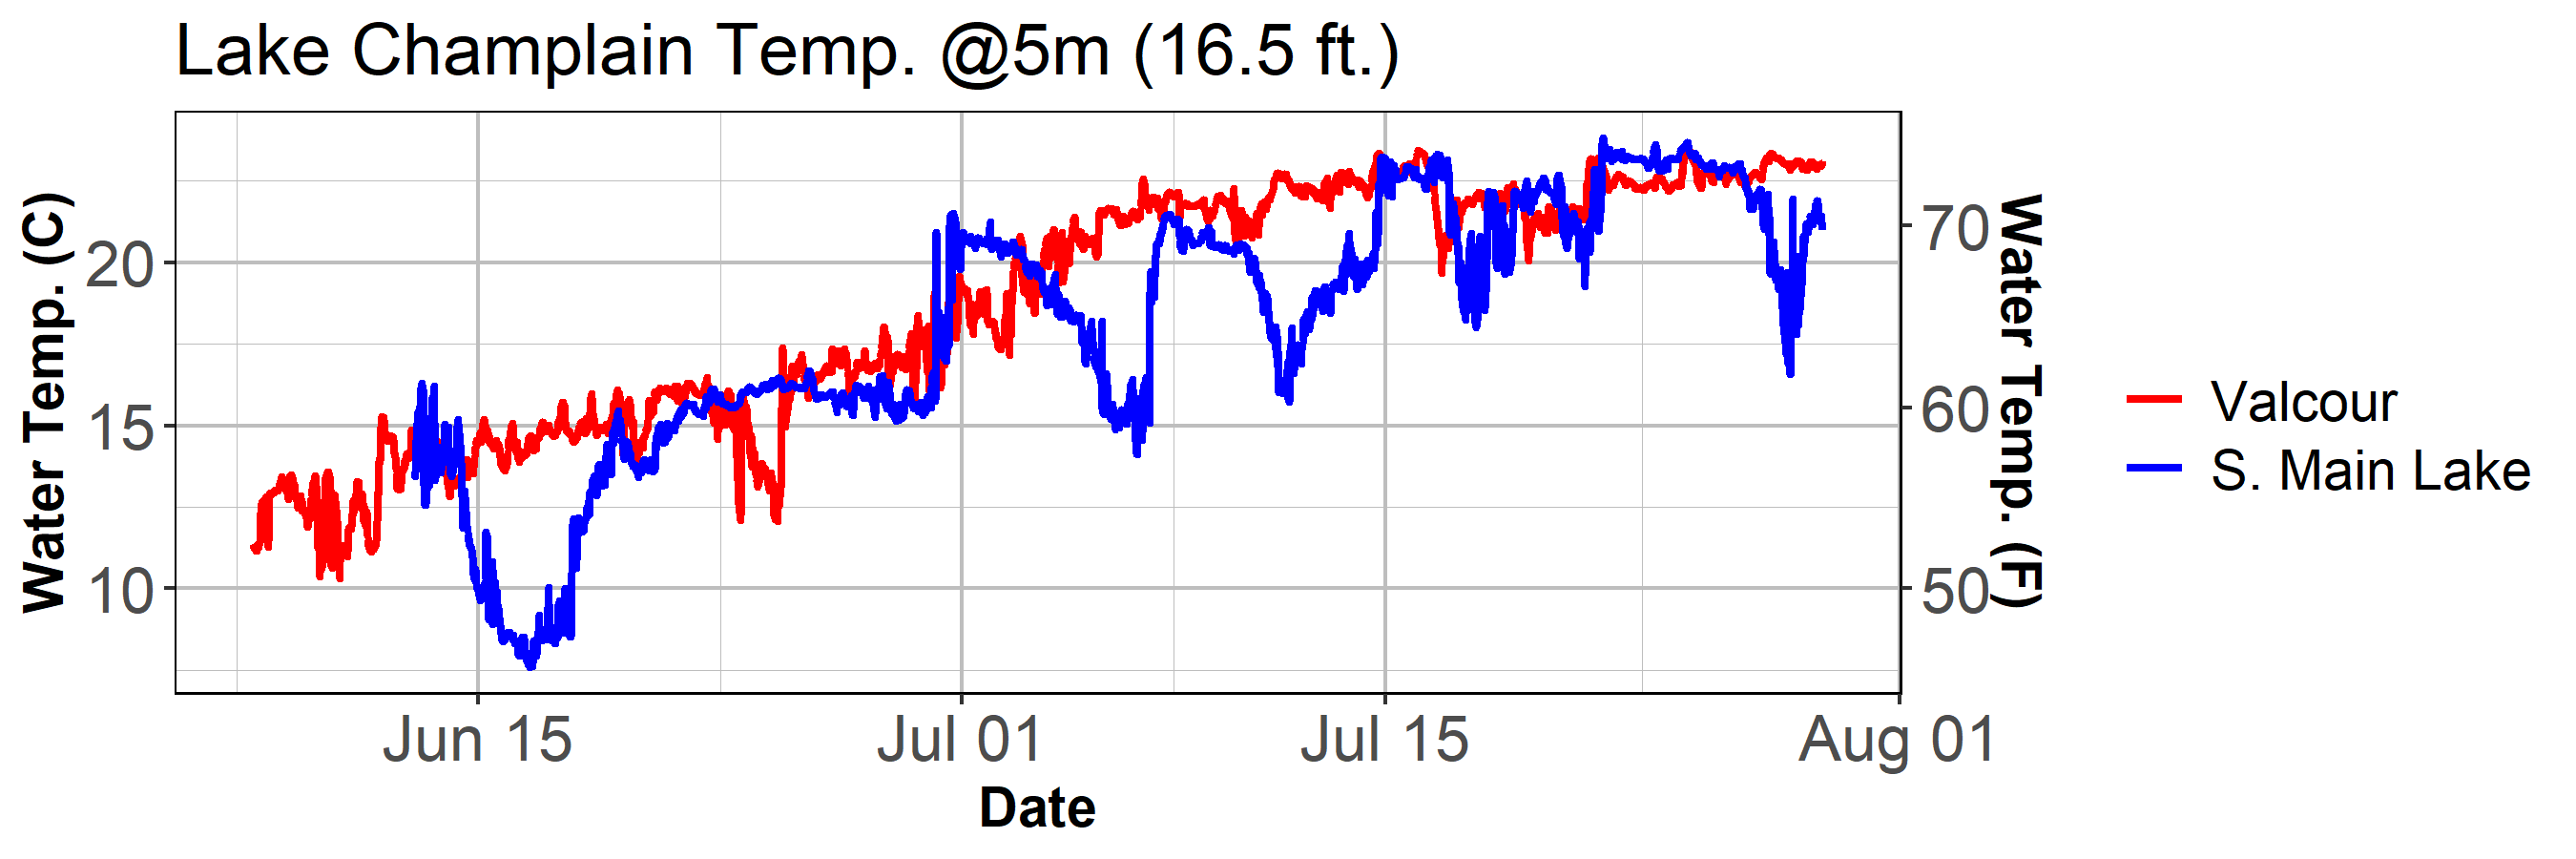 Lake Champlain Temp. @5m (16.5 ft.)
Water Temp. (C)
20
15
10
70
60
50
Water Temp. (F)
Jun 15
Jul 01
Jul 15
Aug 01
Date
Valcour
S. Main Lake